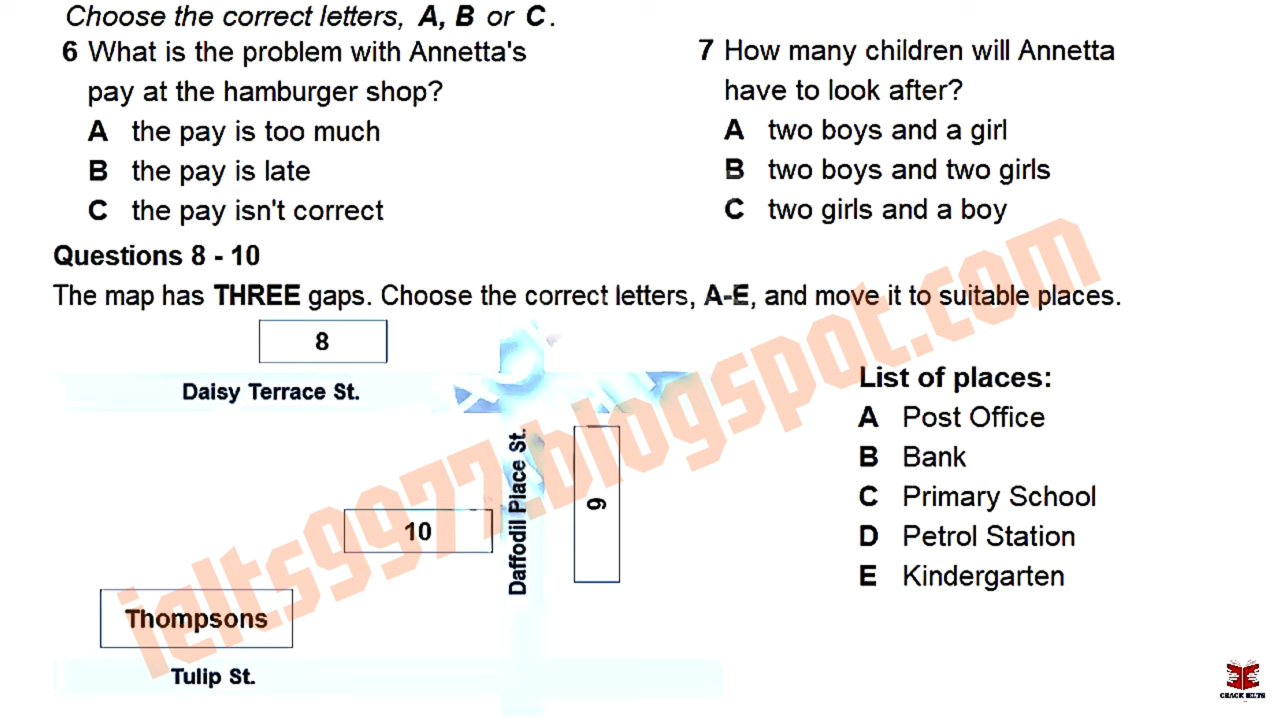 Choose the correct letters, A, B or C.
6 What is the problem with Annetta's
pay at the hamburger shop?
A the pay is too much
B the pay is late
C the pay isn't correct
7 How many children will Annetta
have to look after?
A two boys and a girl
B two boys and two girls
C two girls and a boy
Questions 8 - 10
The map has THREE gaps. Choose the correct letters, A-E, and move it to suitable places.
8
Daisy Terrace St.
Daffodil Place St.
9
10
Thompsons
Tulip St.
List of places:
A Post Office
B Bank
C Primary School
D Petrol Station
E Kindergarten
ielts9977.blogspot.com
CRACK IELTS